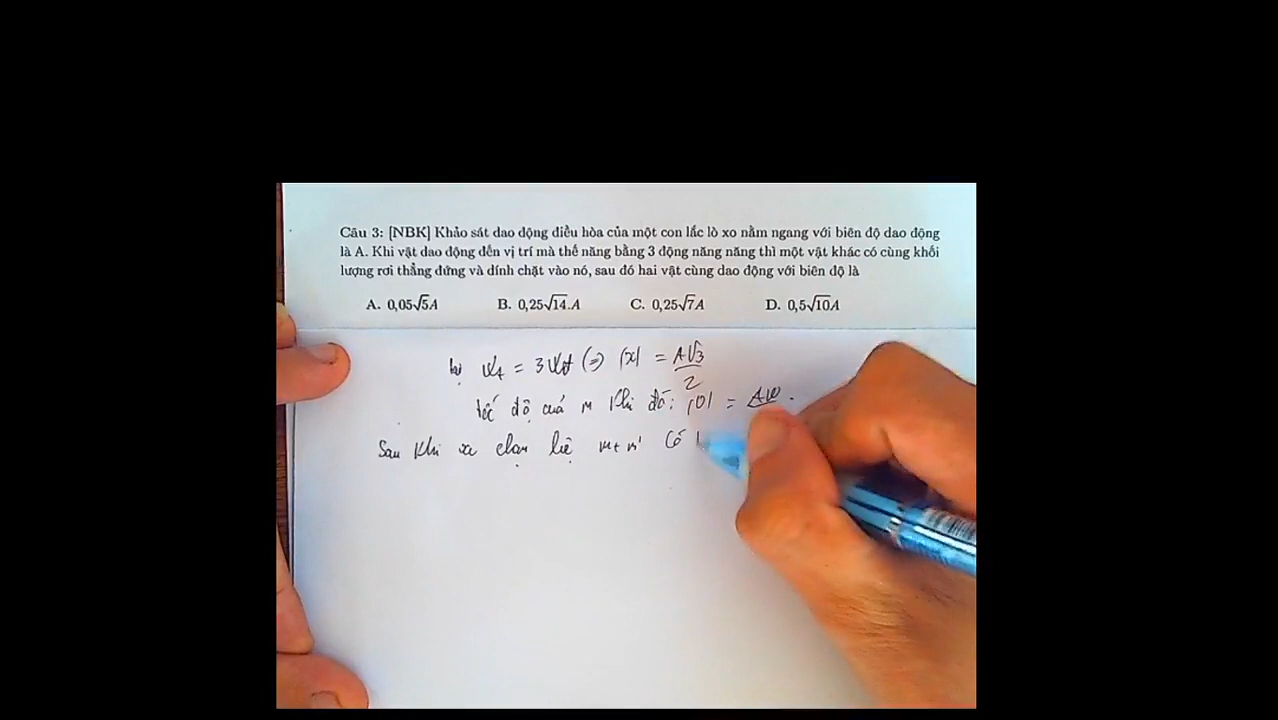 Câu 3: [NBK] Khảo sát dao động điều hòa của một con lắc lò xo nằm ngang với biên độ dao động
là A. Khi vật dao động đến vị trí mà thế năng bằng 3 động năng năng thì một vật khác có cùng khối
lượng rơi thẳng đứng và dính chặt vào nó, sau đó hai vật cùng dao động với biên độ là
A. 0,05√5A B. 0,25√14.A C. 0,25√7A D. 0,5√10A
Wt = 3Wđ (=) |x| = A√3/2
tốc độ của m khi đó: |v| = Aω
Sau khi va chạm hệ m+m' có